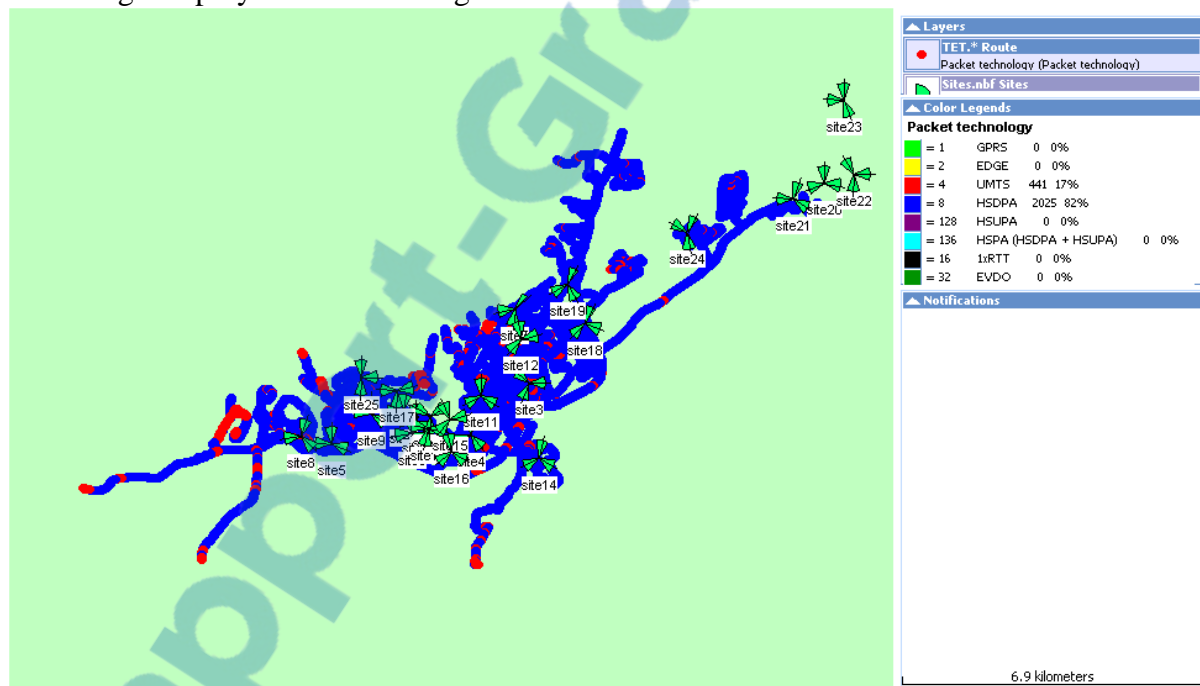 Layers
TET.* Route
Packet technology (Packet technology)
Sites.nbf Sites
Color Legends
Packet technology
= 1 GPRS 0 0%
= 2 EDGE 0 0%
= 4 UMTS 441 17%
= 8 HSDPA 2025 82%
= 128 HSUPA 0 0%
= 136 HSPA (HSDPA + HSUPA) 0 0%
= 16 1xRTT 0 0%
= 32 EVDO 0 0%
Notifications
6.9 kilometers
site23
site22
site20
site21
site24
site19
site18
site12
site3
site25
site17
site11
site9
site15
site4
site8
site5
site16
site14